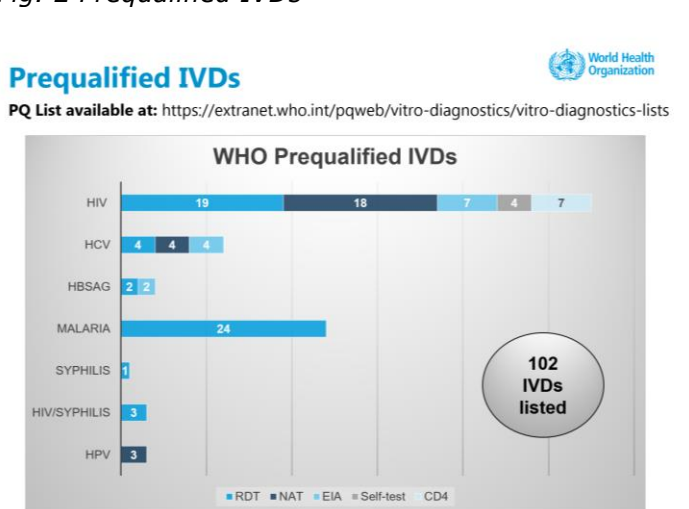 Fig. 2 Prequalified IVDs
World Health
Organization
Prequalified IVDs
PQ List available at: https://extranet.who.int/pqweb/vitro-diagnostics/vitro-diagnostics-lists
WHO Prequalified IVDs
HIV 19 18 7 4 7
HCV 4 4 4
HBSAG 2 2
MALARIA 24
SYPHILIS 1
HIV/SYPHILIS 3
HPV 3
102
IVDs
listed
RDT NAT EIA Self-test CD4